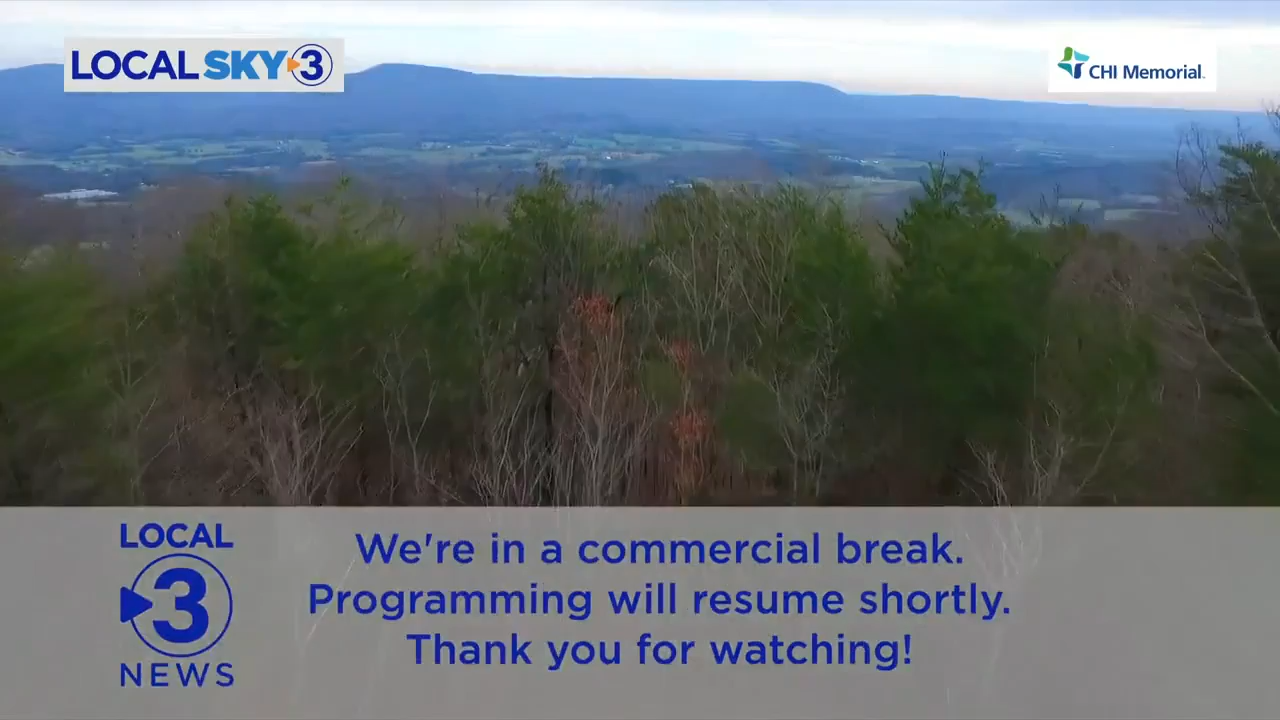 LOCAL SKY 3
CHI Memorial
LOCAL
3
NEWS
We're in a commercial break.
Programming will resume shortly.
Thank you for watching!